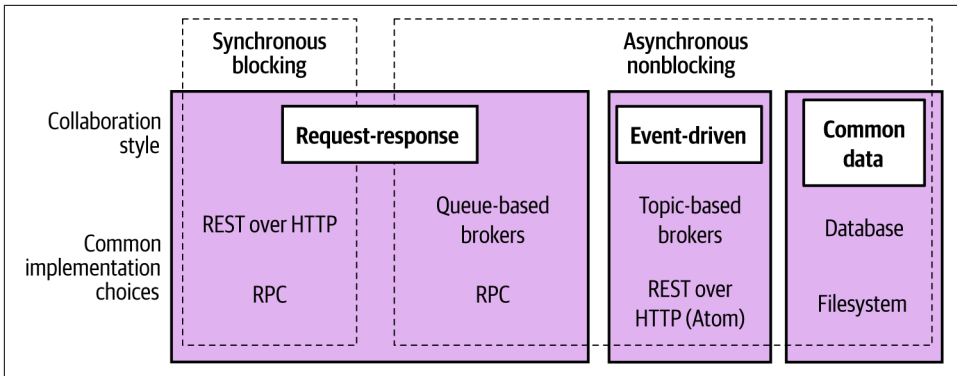 Synchronous
blocking
Asynchronous
nonblocking
Collaboration
style
Request-response
Event-driven
Common
data
Common
implementation
choices
REST over HTTP
RPC
Queue-based
brokers
RPC
Topic-based
brokers
REST over
HTTP (Atom)
Database
Filesystem